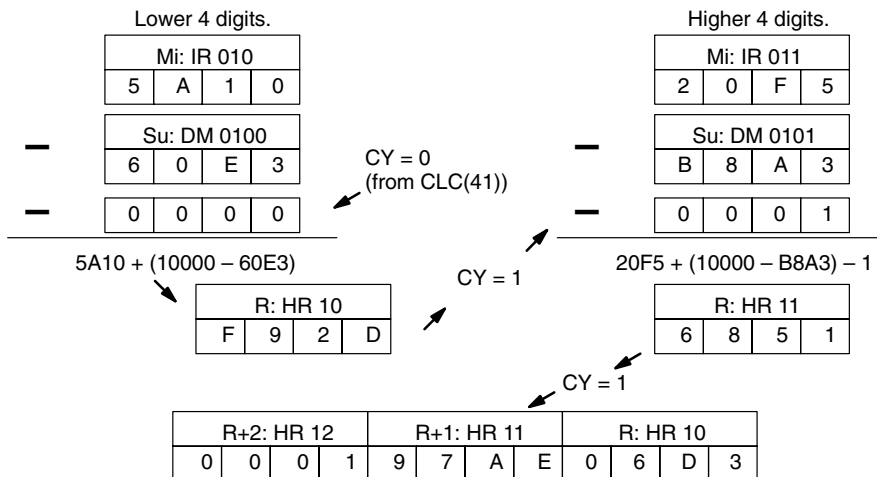 Lower 4 digits. Higher 4 digits.
Mi: IR 010 Mi: IR 011
5 A 1 0 2 0 F 5
– Su: DM 0100 – Su: DM 0101
6 0 E 3 B 8 A 3
CY = 0
(from CLC(41))
– 0 0 0 0 – 0 0 0 1
5A10 + (10000 – 60E3) 20F5 + (10000 – B8A3) – 1
CY = 1
R: HR 10 R: HR 11
F 9 2 D 6 8 5 1
CY = 1
R+2: HR 12 R+1: HR 11 R: HR 10
0 0 0 1 9 7 A E 0 6 D 3